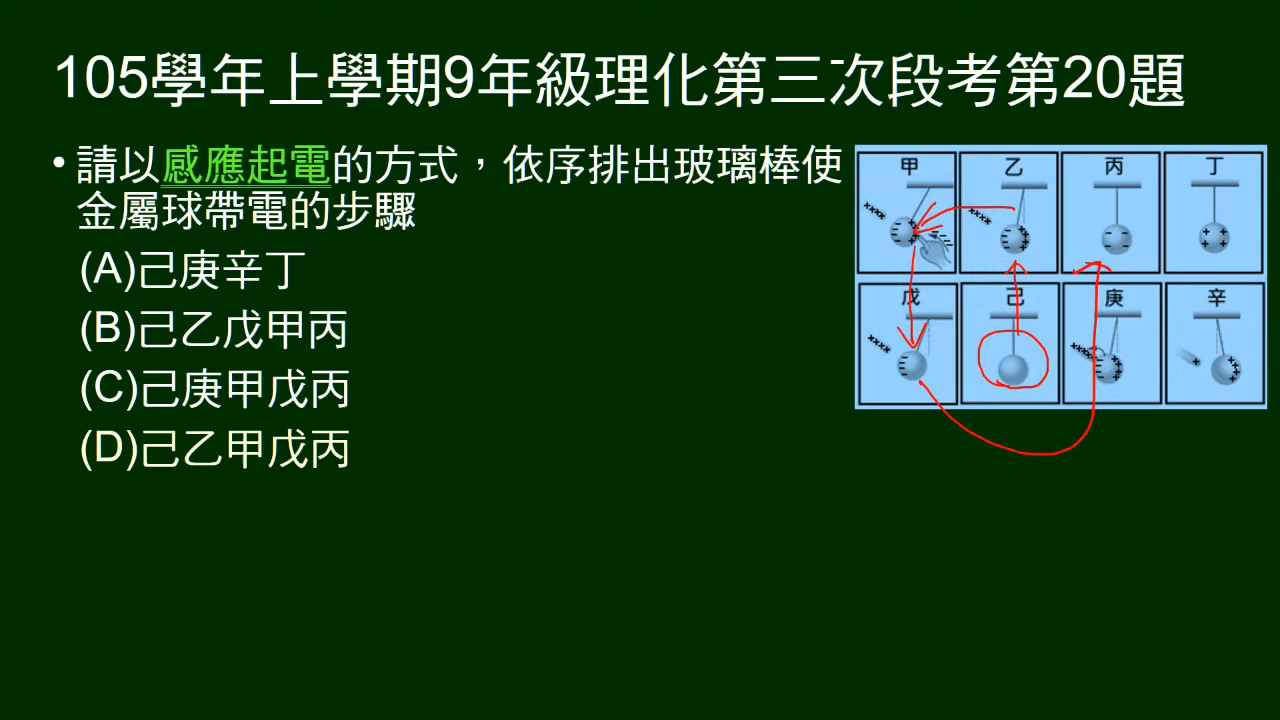 105學年上學期9年級理化第三次段考第20題
• 請以感應起電的方式，依序排出玻璃棒使
金屬球帶電的步驟
(A)己庚辛丁
(B)己乙戊甲丙
(C)己庚甲戊丙
(D)己乙甲戊丙
甲 乙 丙 丁
戊 己 庚 辛